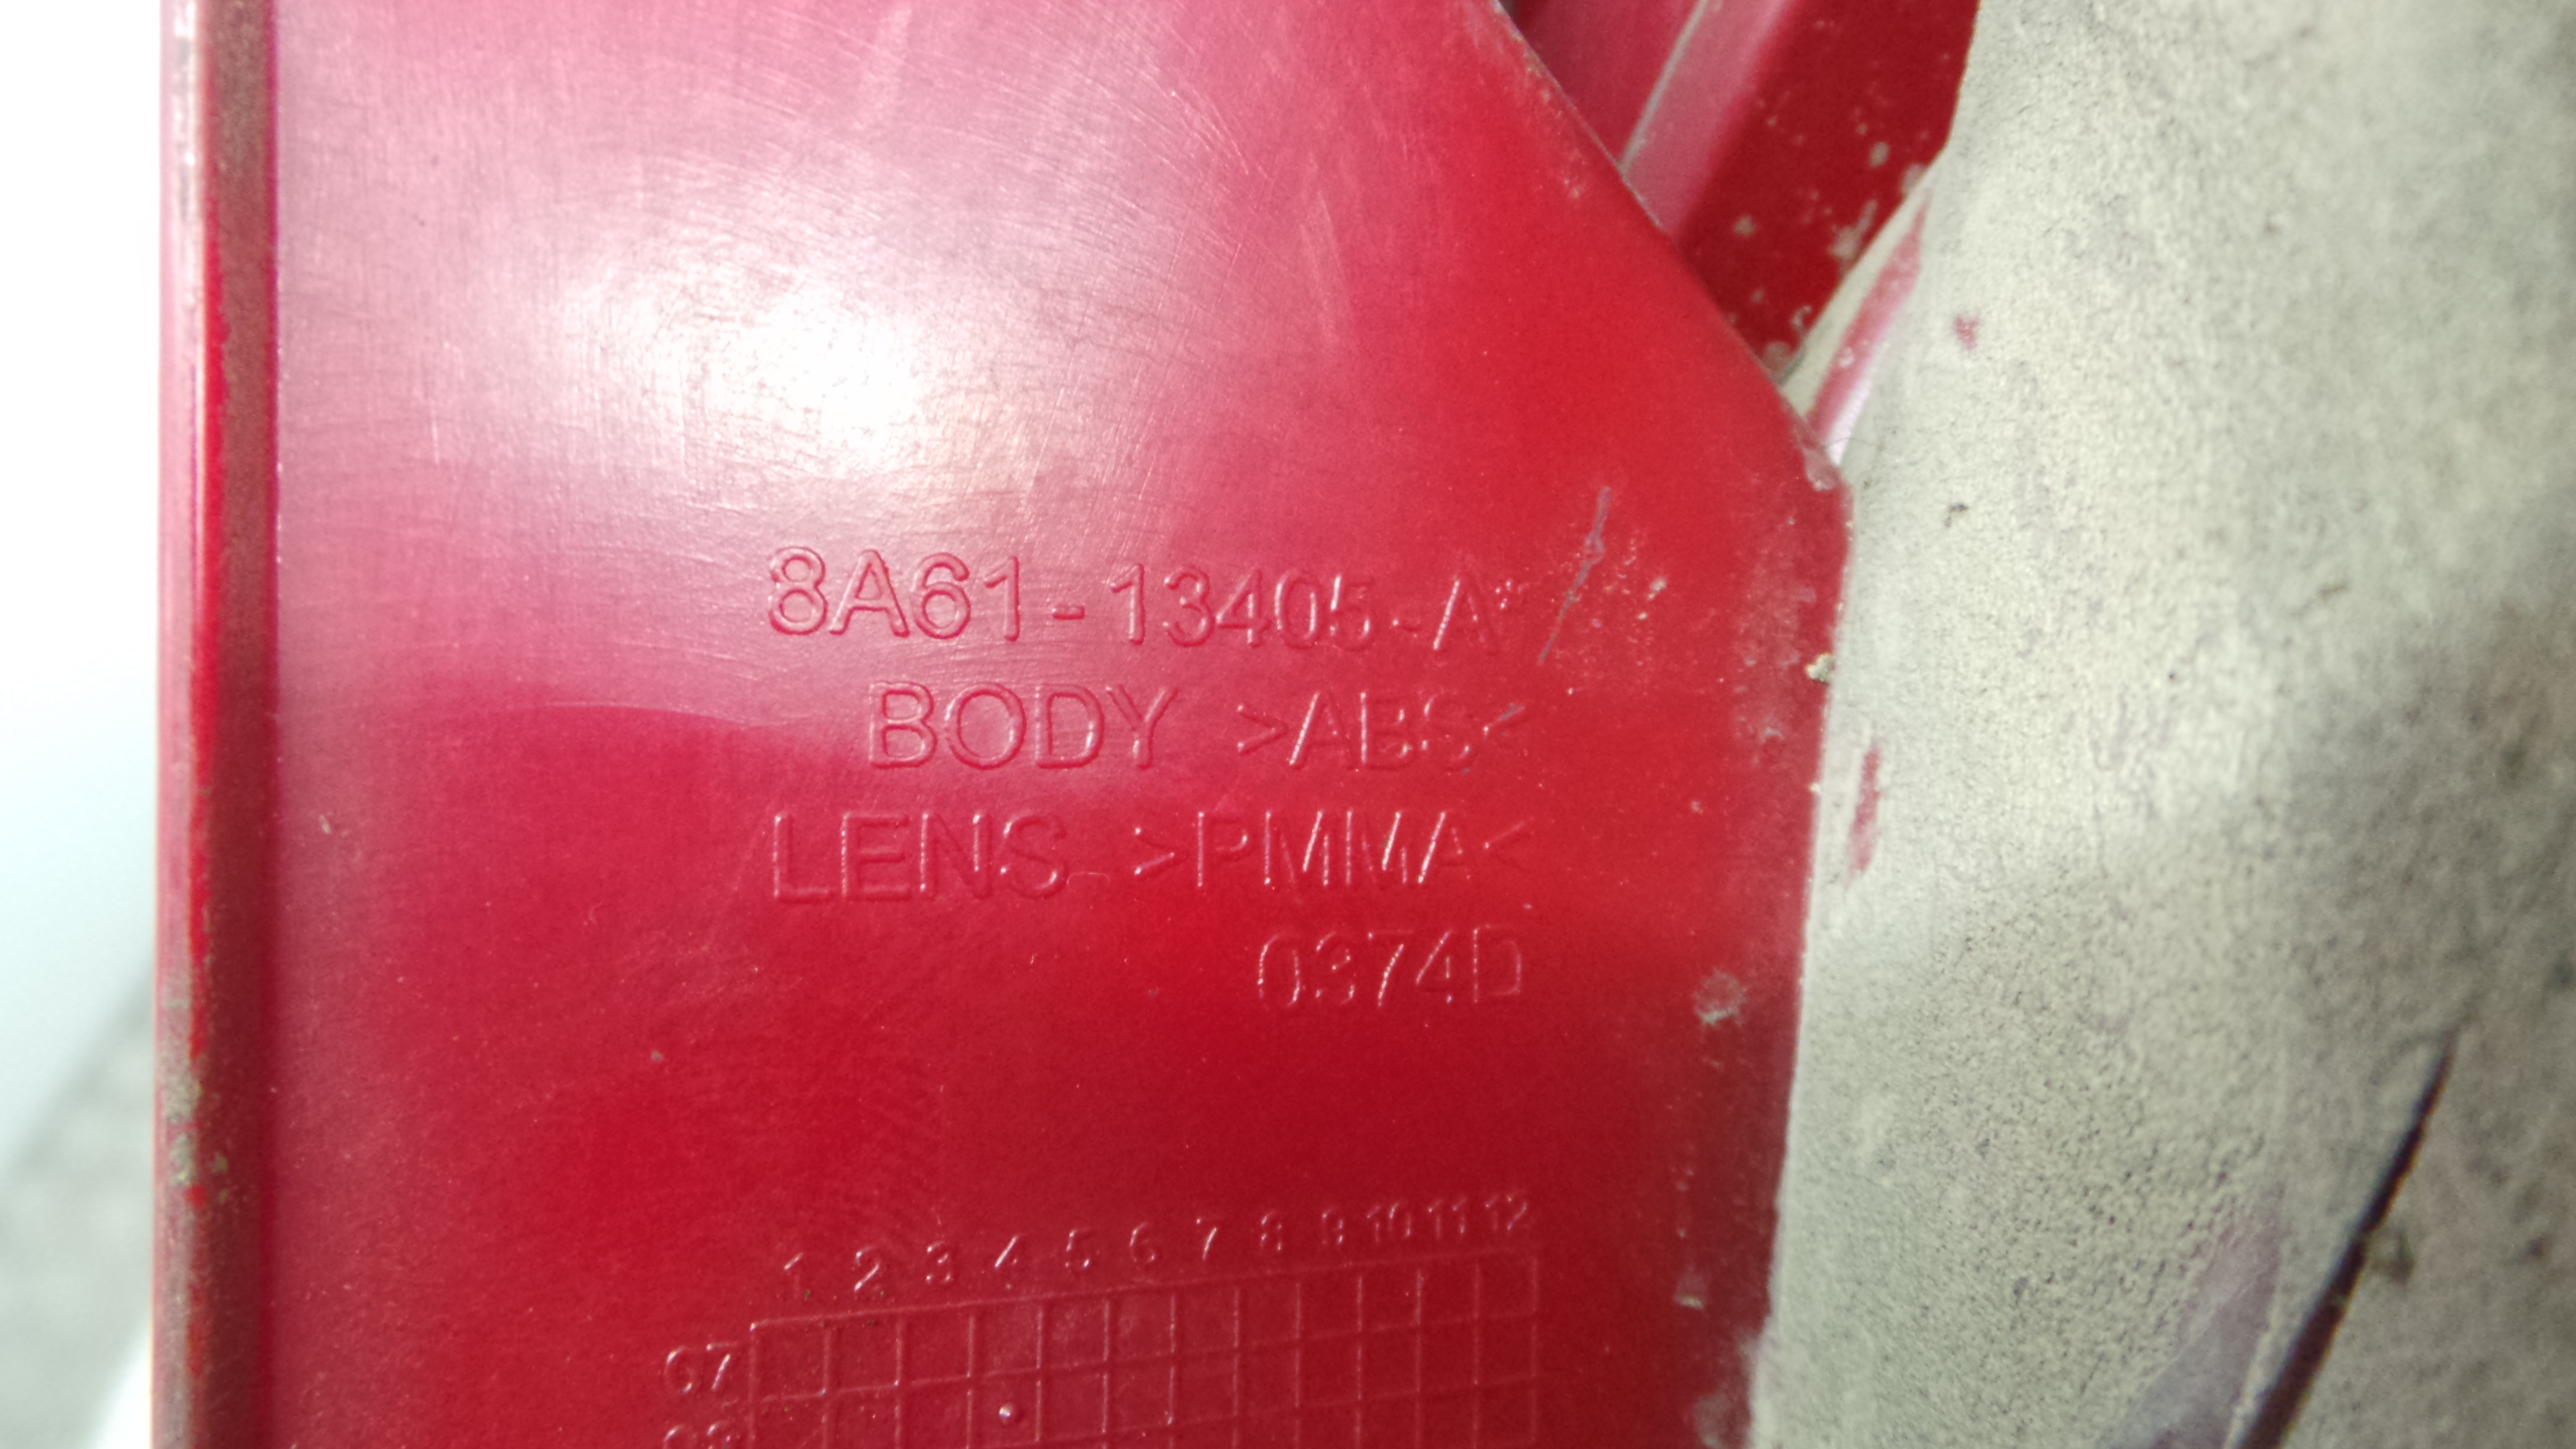 8A61-13405-A*
BODY >ABS<
LENS >PMMA<
0374D
1 2 3 4 5 6 7 8 9 10 11 12
07